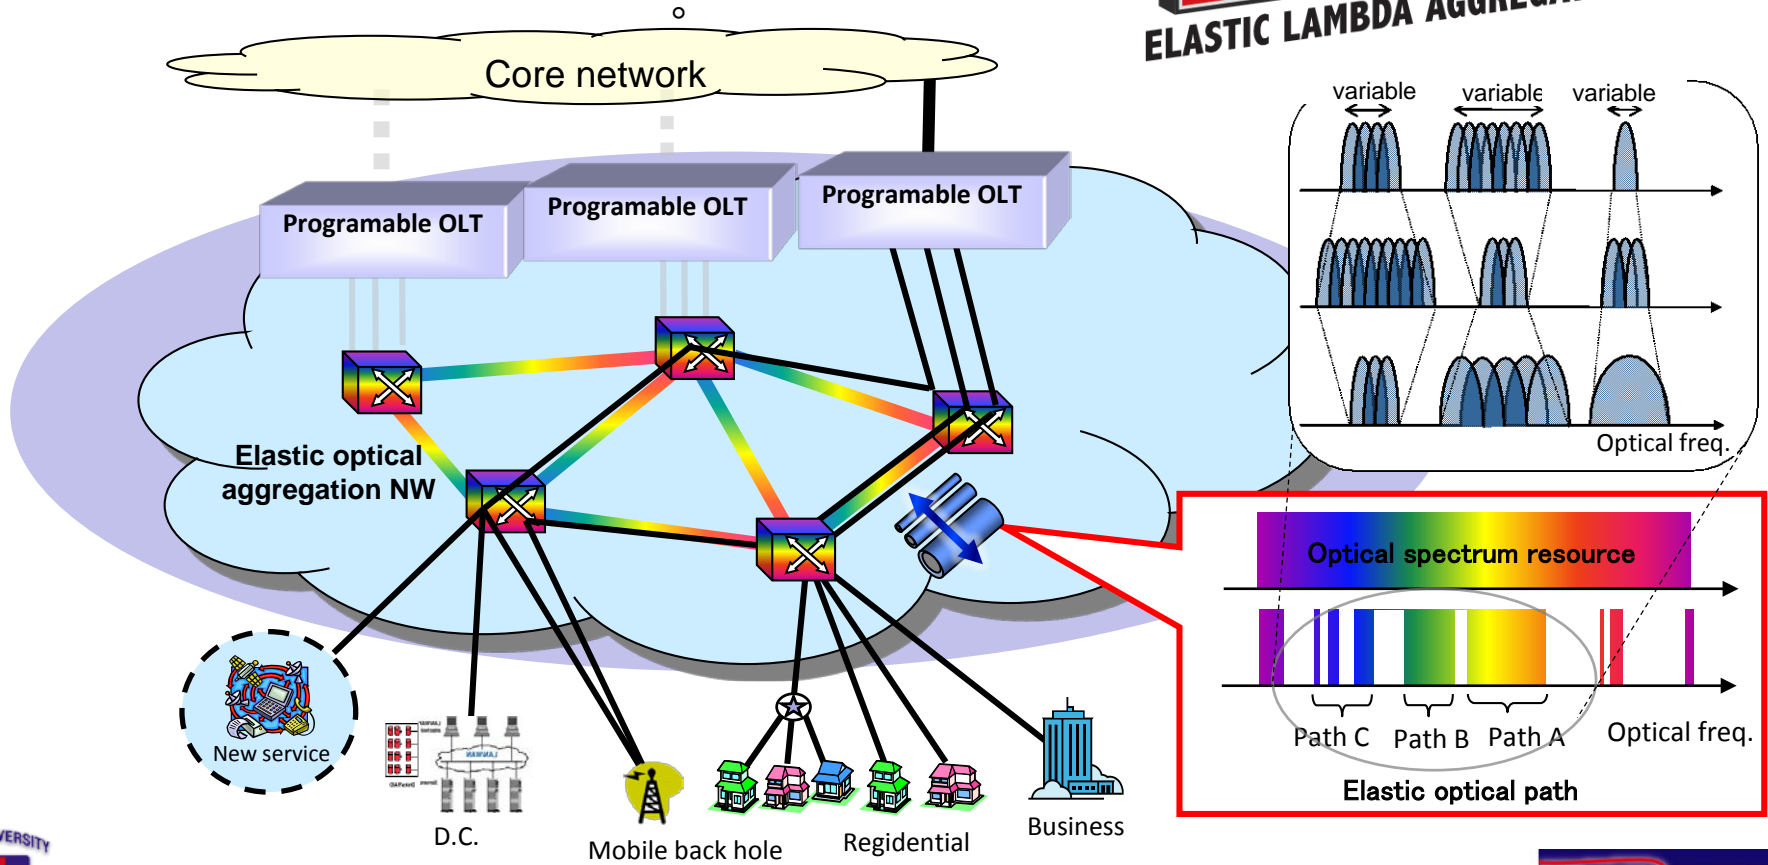 ELASTIC LAMBDA
Core network
variable
variable
variable
Programable OLT
Programable OLT
Programable OLT
Optical freq.
Elastic optical
aggregation NW
Optical spectrum resource
Path C
Path B
Path A
Optical freq.
Elastic optical path
New service
D.C.
Mobile back hole
Regidential
Business